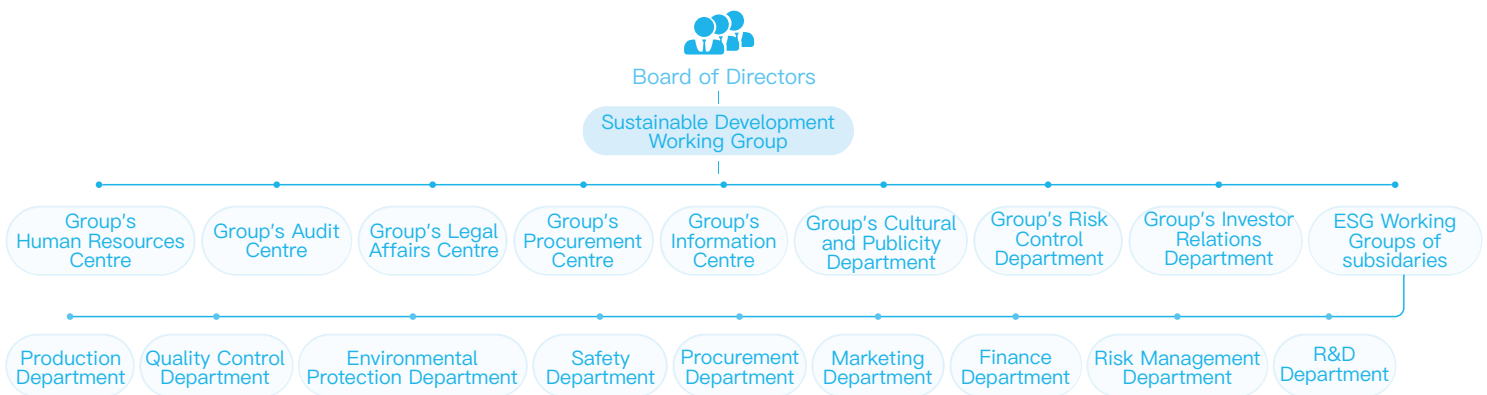 Board of Directors
Sustainable Development
Working Group
Group's
Human Resources
Centre
Group's Audit
Centre
Group's Legal
Affairs Centre
Group's
Procurement
Centre
Group's
Information
Centre
Group's Cultural
and Publicity
Department
Group's Risk
Control
Department
Group's Investor
Relations
Department
ESG Working
Groups of
subsidaries
Production
Department
Quality Control
Department
Environmental
Protection Department
Safety
Department
Procurement
Department
Marketing
Department
Finance
Department
Risk Management
Department
R&D
Department